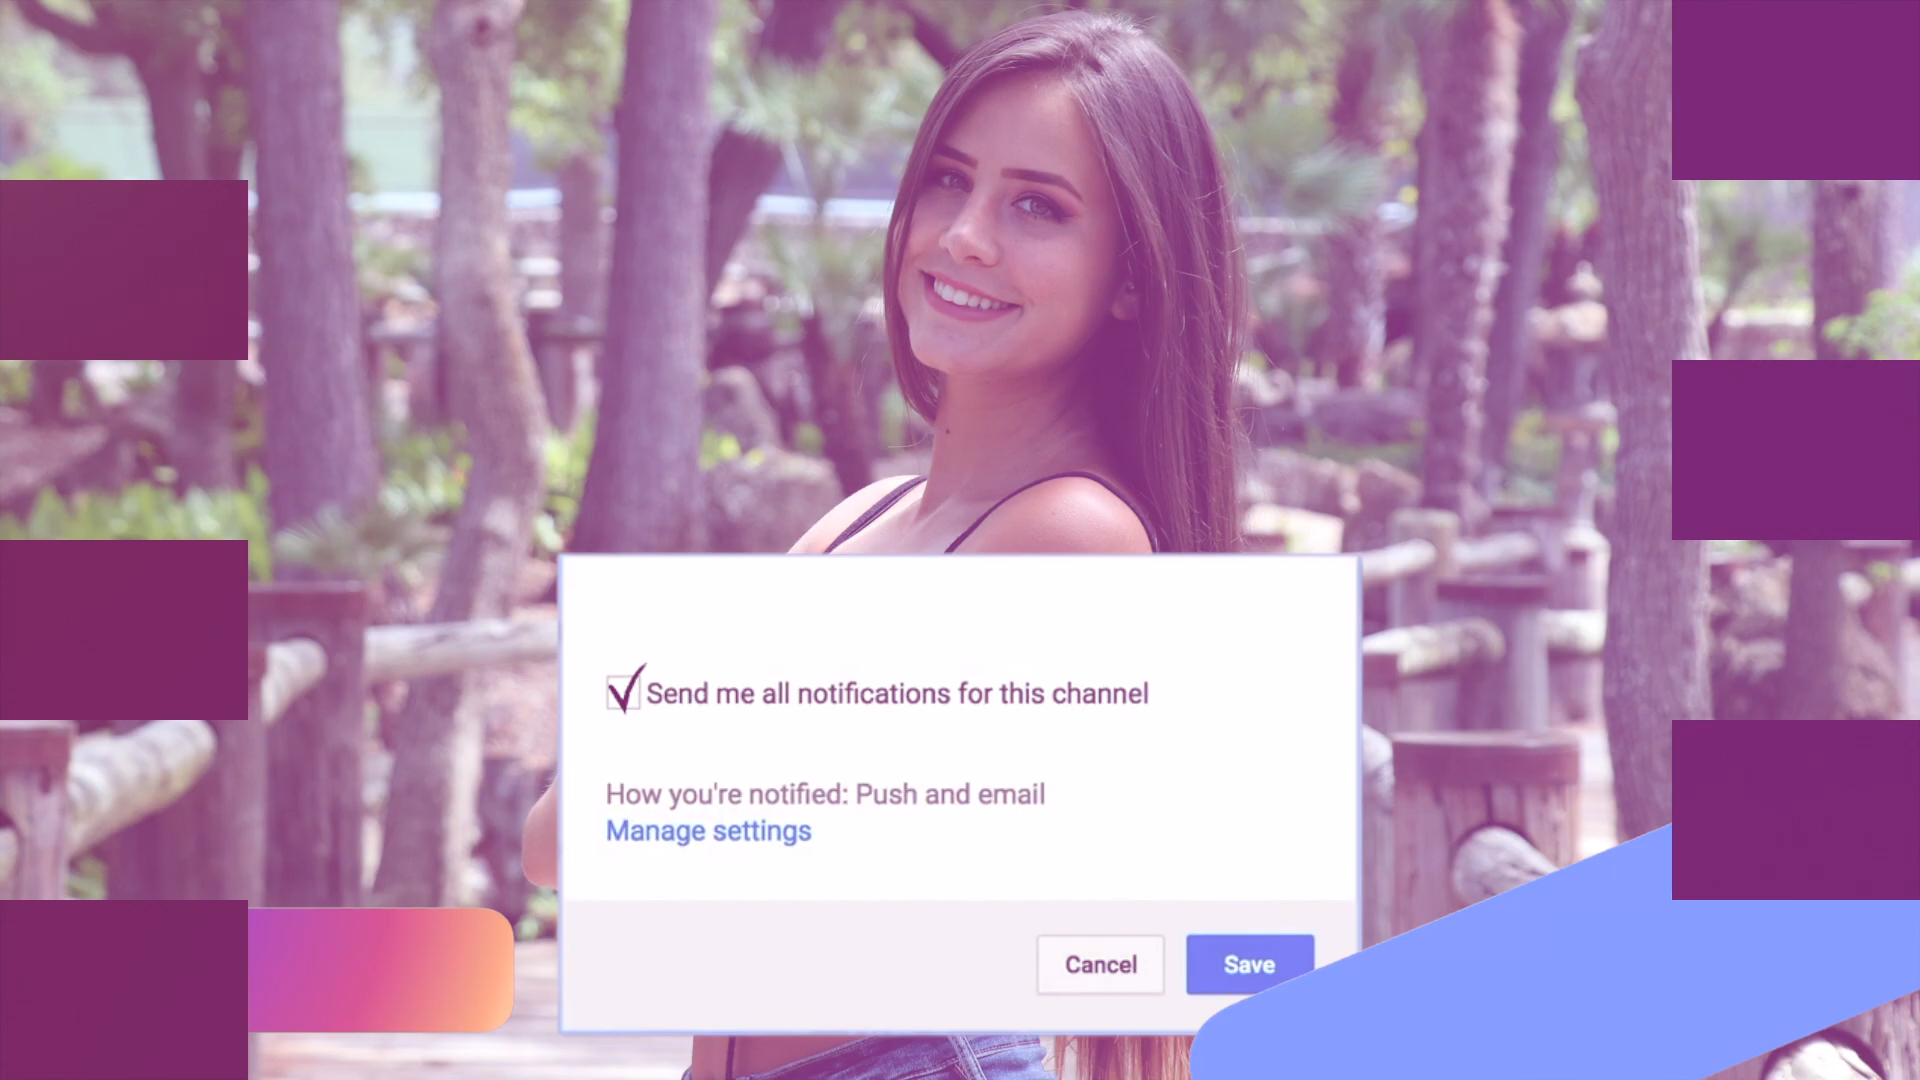 Send me all notifications for this channel
How you're notified: Push and email
Manage settings
Cancel
Save